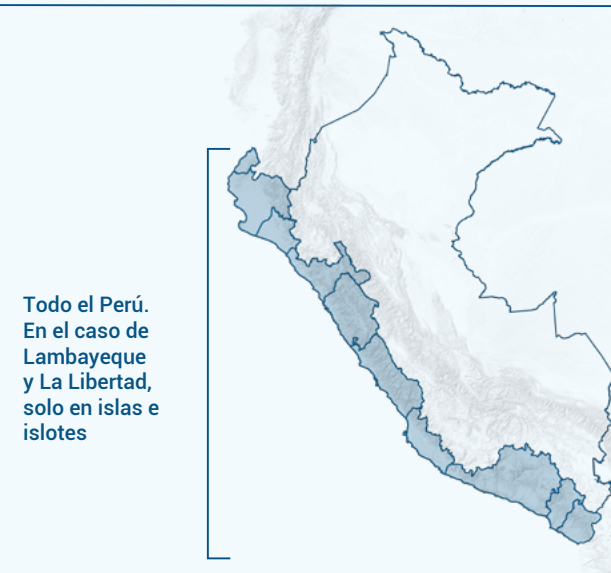 Todo el Perú.
En el caso de
Lambayeque
y La Libertad,
solo en islas e
islotes